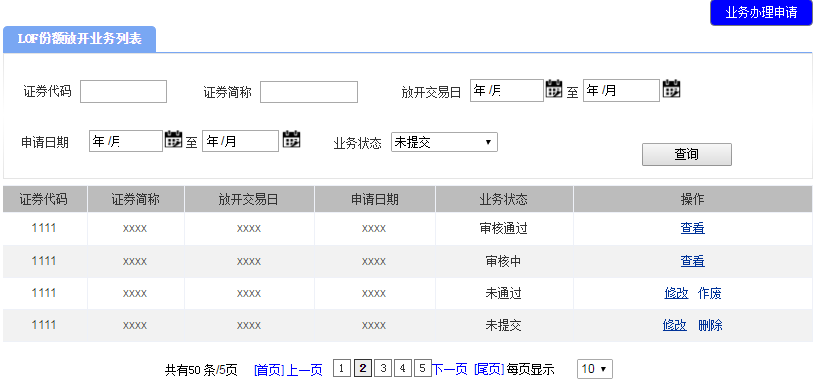 业务办理申请
LOF份额放开业务列表
证券代码 证券简称 放开交易日 年 /月 至 年 /月
申请日期 年 /月 至 年 /月 业务状态 未提交 查询
证券代码 证券简称 放开交易日 申请日期 业务状态 操作
1111 xxxx xxxx xxxx 审核通过 查看
1111 xxxx xxxx xxxx 审核中 查看
1111 xxxx xxxx xxxx 未通过 修改 作废
1111 xxxx xxxx xxxx 未提交 修改 删除
共有50 条/5页 [首页] 上一页 1 2 3 4 5 下一页 [尾页] 每页显示 10